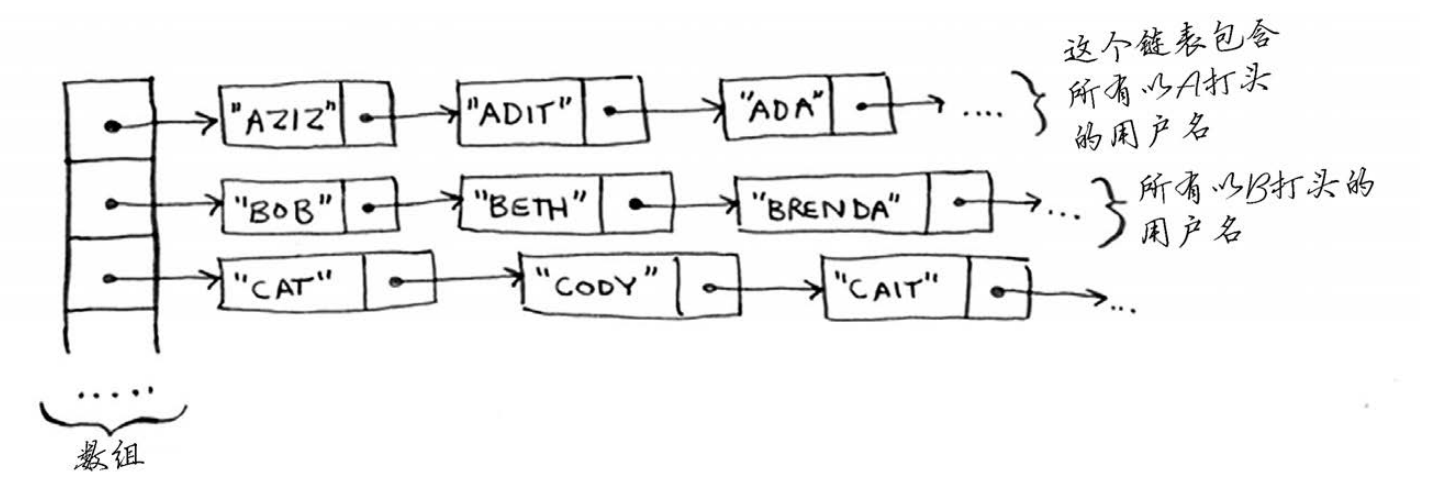 "AZIZ" "ADIT" "ADA" ....
这个链表包含
所有以A打头
的用户名
"BOB" "BETH" "BRENDA" ...
所有以B打头的
用户名
"CAT" "CODY" "CAIT" ...
.....
数组